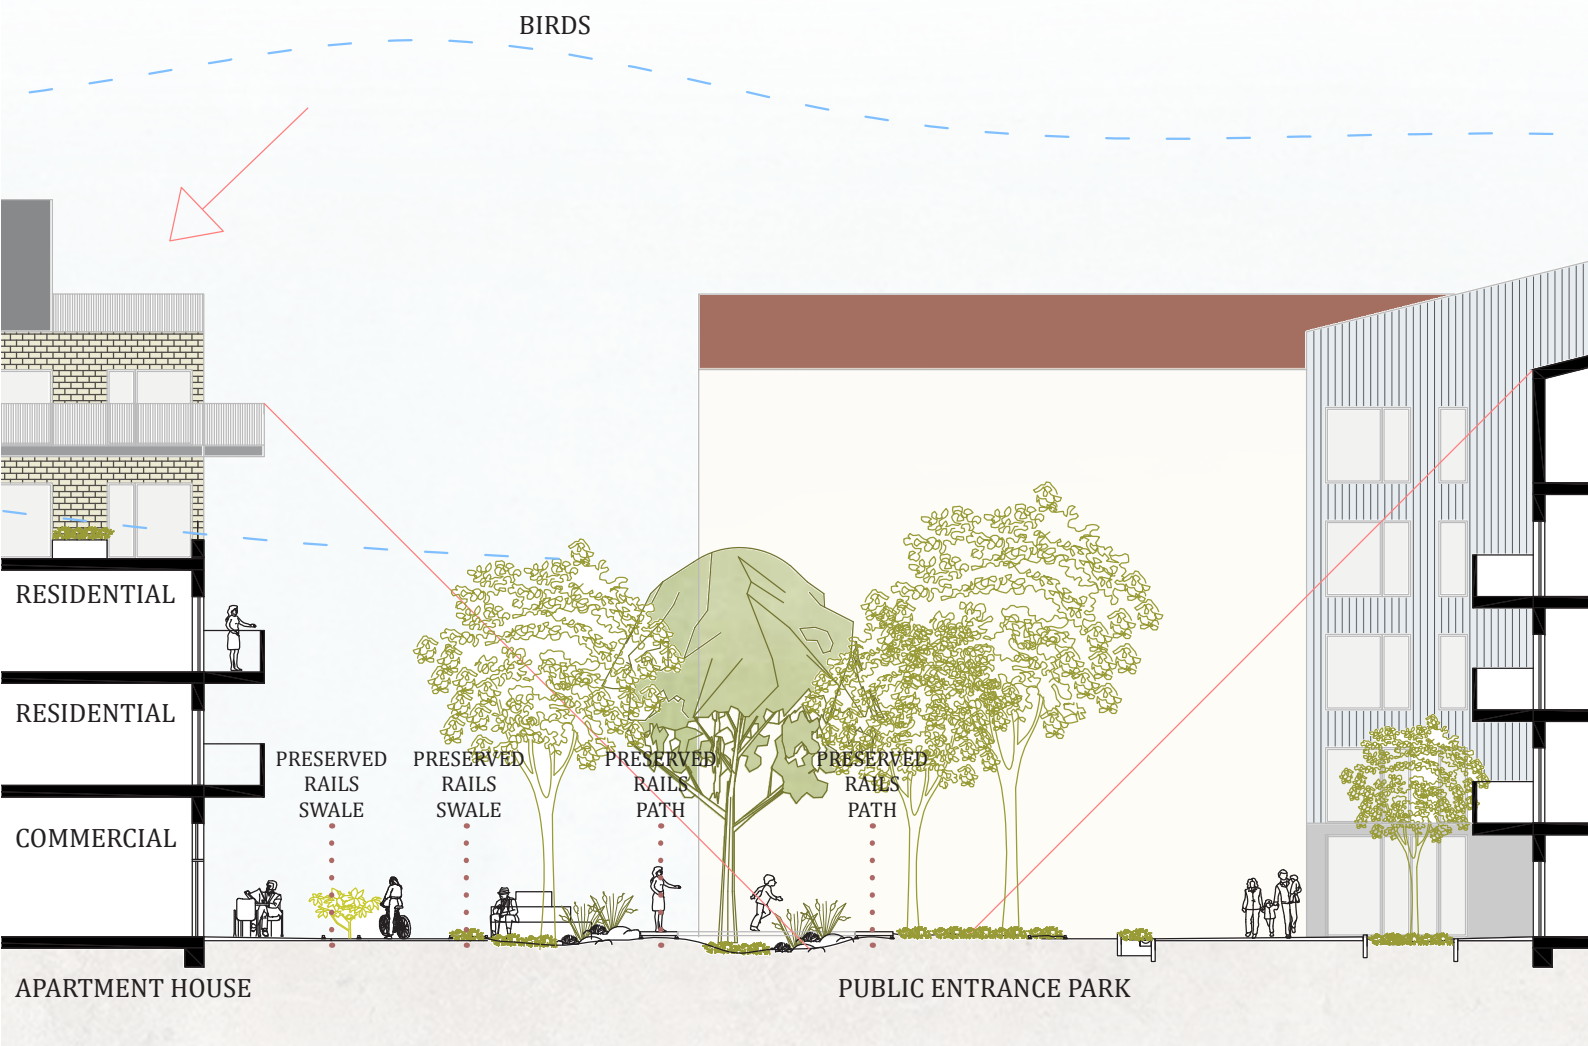 BIRDS
RESIDENTIAL
RESIDENTIAL
PRESERVED
RAILS
SWALE
PRESERVED
RAILS
SWALE
PRESERVED
RAILS
PATH
PRESERVED
RAILS
PATH
COMMERCIAL
APARTMENT HOUSE
PUBLIC ENTRANCE PARK